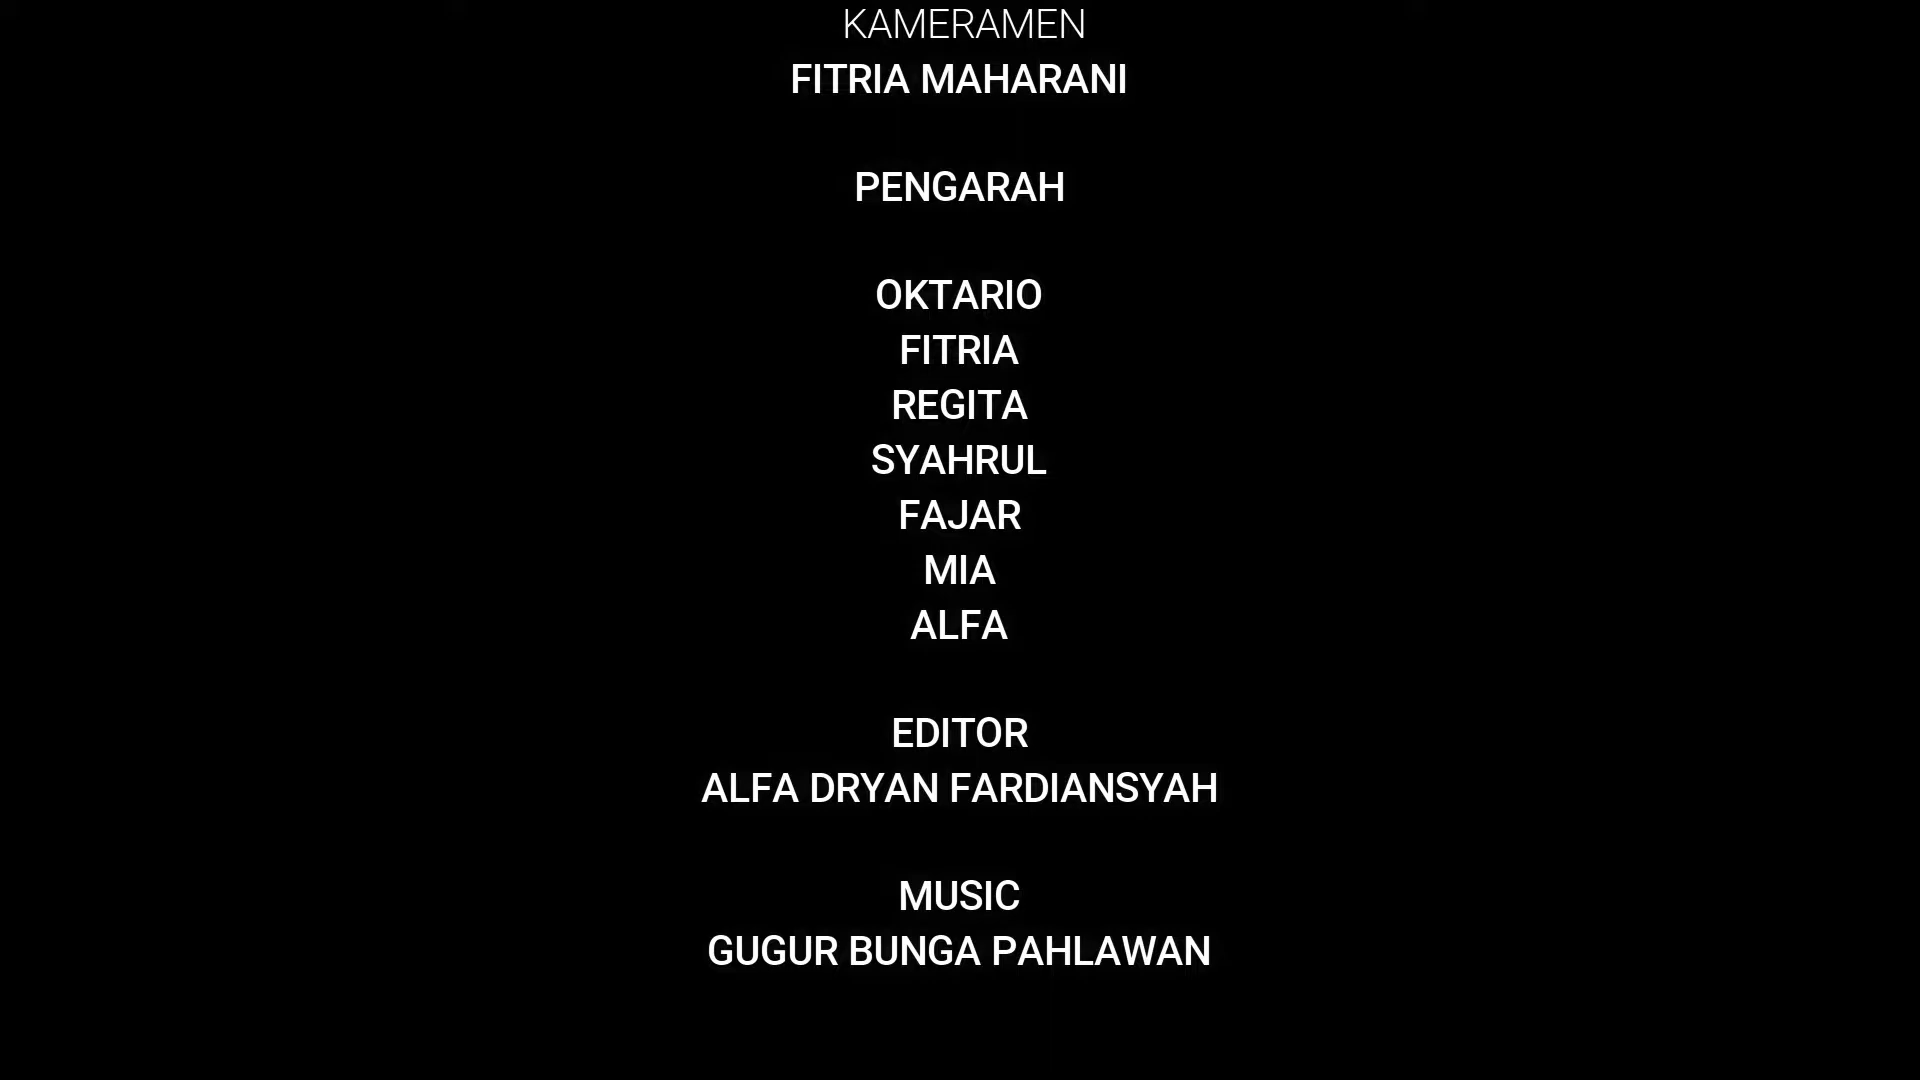 KAMERAMEN
FITRIA MAHARANI
PENGARAH
OKTARIO
FITRIA
REGITA
SYAHRUL
FAJAR
MIA
ALFA
EDITOR
ALFA DRYAN FARDIANSYAH
MUSIC
GUGUR BUNGA PAHLAWAN